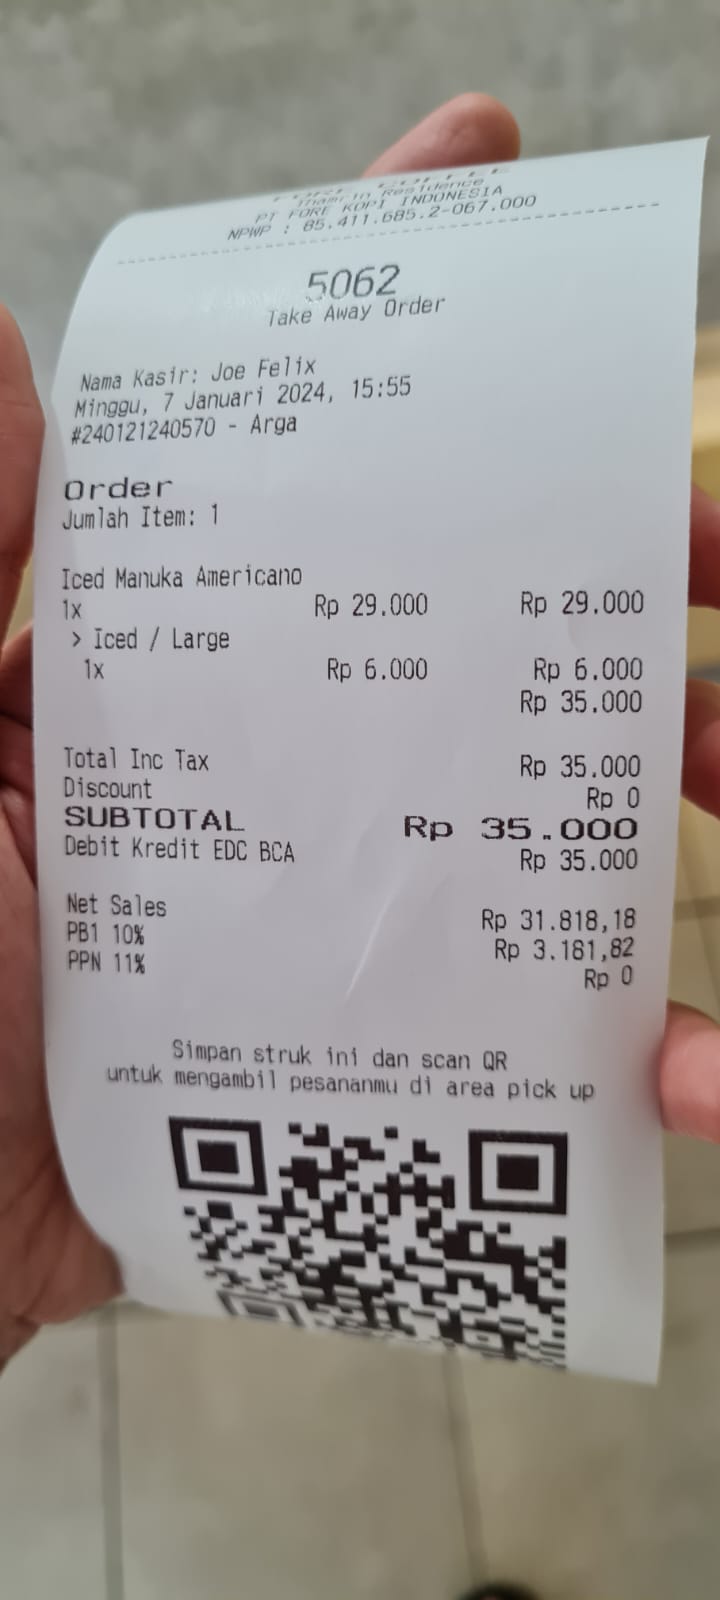 FORE COFFEE
Thamrin Residence
PT FORE KOPI INDONESIA
NPWP : 85.411.685.2-067.000
5062
Take Away Order
Nama Kasir: Joe Felix
Minggu, 7 Januari 2024, 15:55
#240121240570 - Arga
Order
Jumlah Item: 1
Iced Manuka Americano
1x Rp 29.000 Rp 29.000
> Iced / Large
1x Rp 6.000 Rp 6.000
Rp 35.000
Total Inc Tax Rp 35.000
Discount Rp 0
SUBTOTAL Rp 35.000
Debit Kredit EDC BCA Rp 35.000
Net Sales Rp 31.818,18
PB1 10% Rp 3.181,82
PPN 11% Rp 0
Simpan struk ini dan scan QR
untuk mengambil pesananmu di area pick up